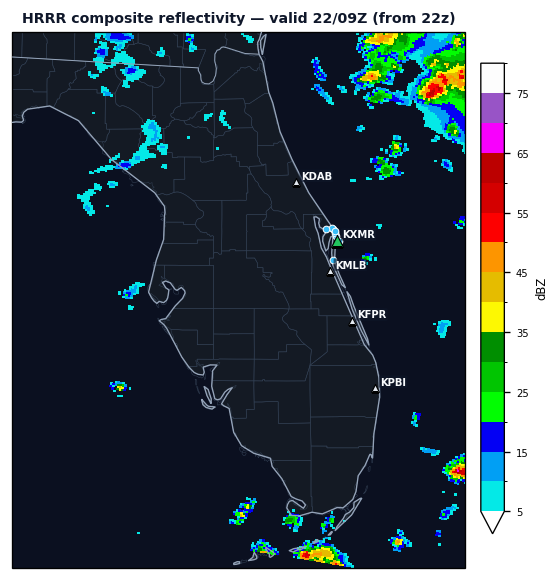 HRRR composite reflectivity — valid 22/09Z (from 22z)
KDAB
KXMR
KMLB
KFPR
KPBI
75
65
55
45
35
25
15
5
dBZ